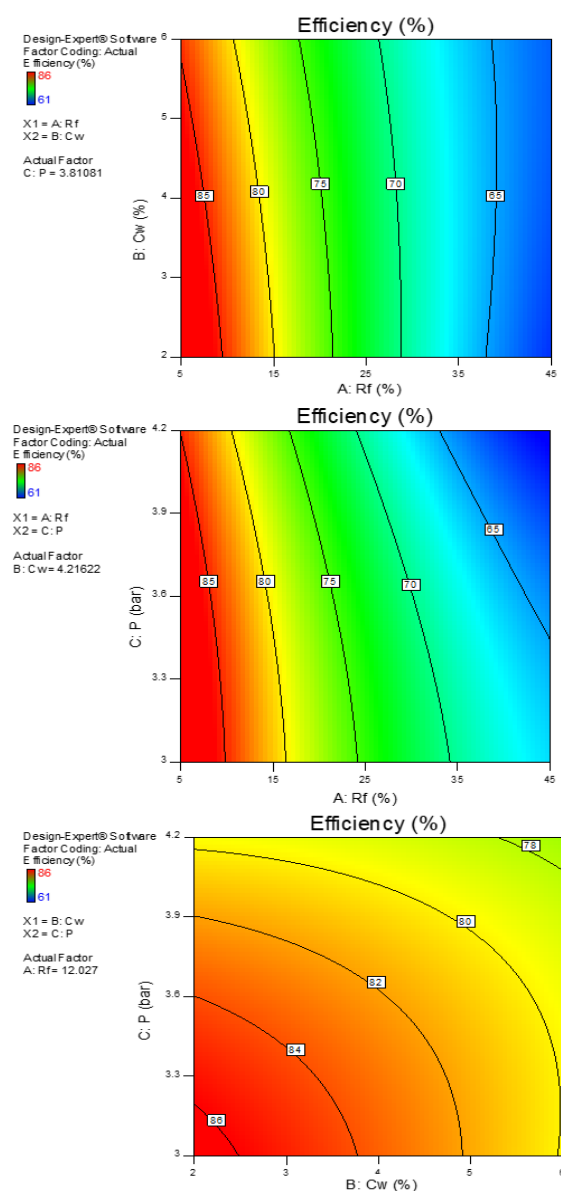 Efficiency (%)
Design-Expert® Software
Factor Coding: Actual
Efficiency (%)
86
61
X1 = A: Rf
X2 = B: Cw
Actual Factor
C: P = 3.81081
B: Cw (%)
6
5
4
3
2
85
80
75
70
65
5
15
25
35
45
A: Rf (%)
Efficiency (%)
Design-Expert® Software
Factor Coding: Actual
Efficiency (%)
86
61
X1 = A: Rf
X2 = C: P
Actual Factor
B: Cw = 4.21622
C: P (bar)
4.2
3.9
3.6
3.3
3
85
80
75
70
65
5
15
25
35
45
A: Rf (%)
Efficiency (%)
Design-Expert® Software
Factor Coding: Actual
Efficiency (%)
86
61
X1 = B: Cw
X2 = C: P
Actual Factor
A: Rf = 12.027
C: P (bar)
4.2
3.9
3.6
3.3
3
78
80
82
84
86
2
3
4
5
6
B: Cw (%)